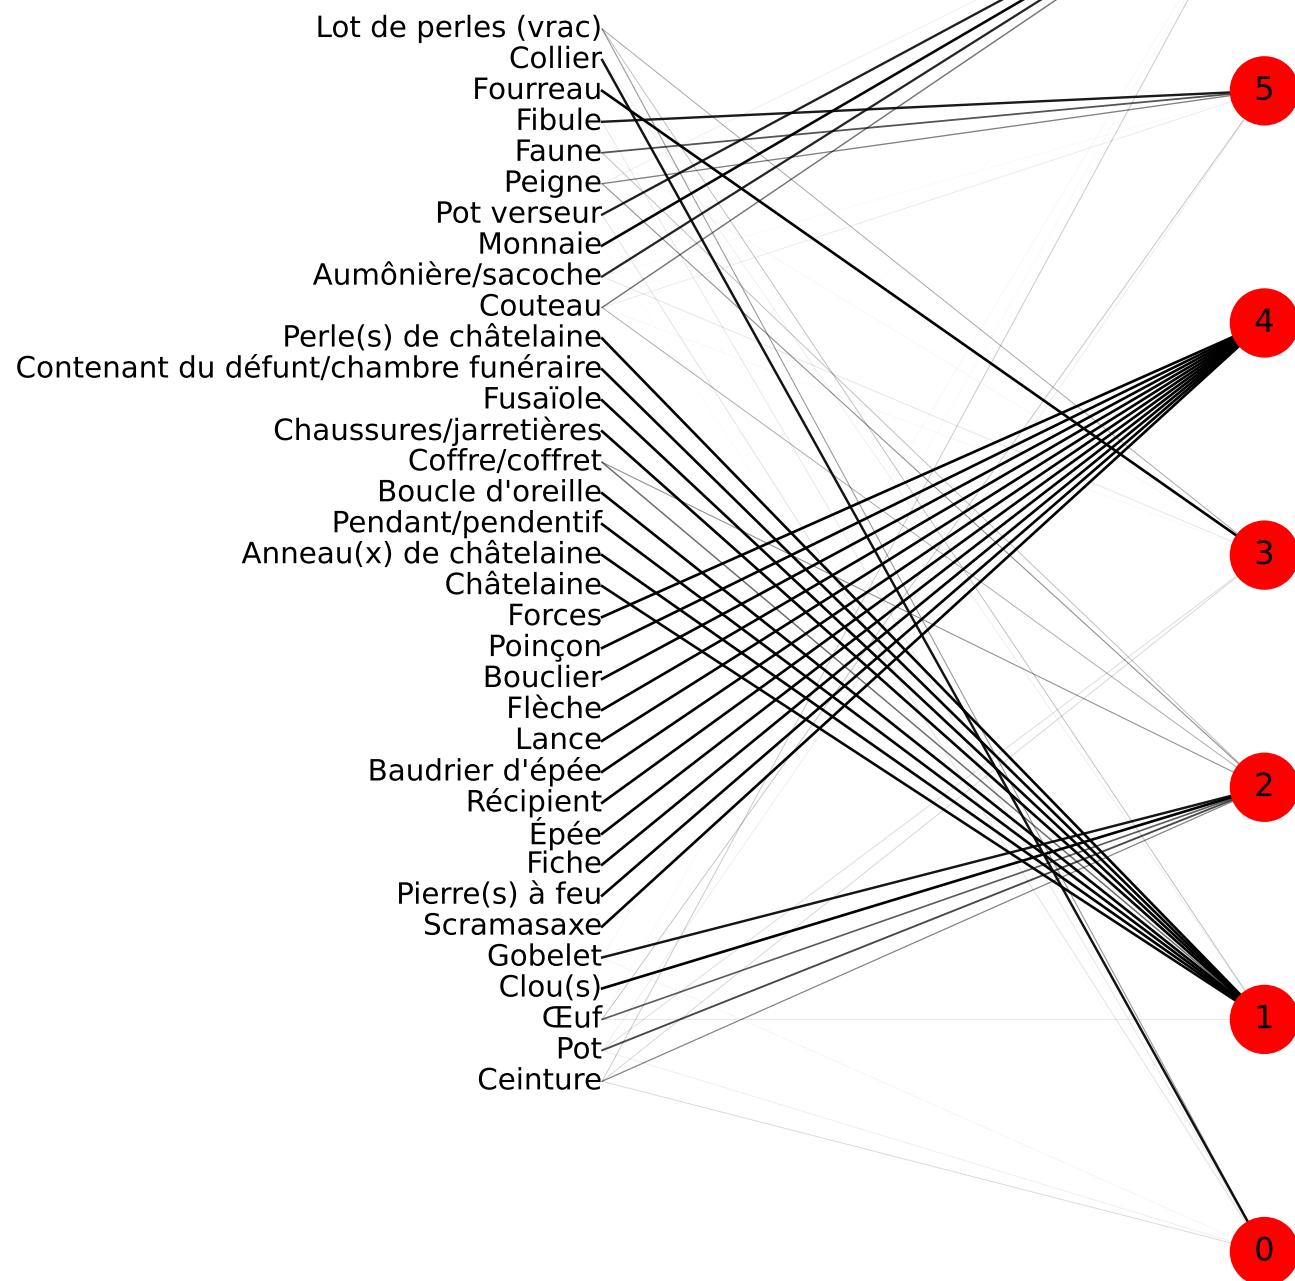 Lot de perles (vrac)
Collier
Fourreau
5
Fibule
Faune
Peigne
Pot verseur
Monnaie
Aumônière/sacoche
Couteau
4
Perle(s) de châtelaine
Contenant du défunt/chambre funéraire
Fusaïole
Chaussures/jarretières
Coffre/coffret
Boucle d'oreille
Pendant/pendentif
Anneau(x) de châtelaine
3
Châtelaine
Forces
Poinçon
Bouclier
Flèche
Lance
Baudrier d'épée
2
Récipient
Épée
Fiche
Pierre(s) à feu
Scramasaxe
Gobelet
Clou(s)
Œuf
1
Pot
Ceinture
0